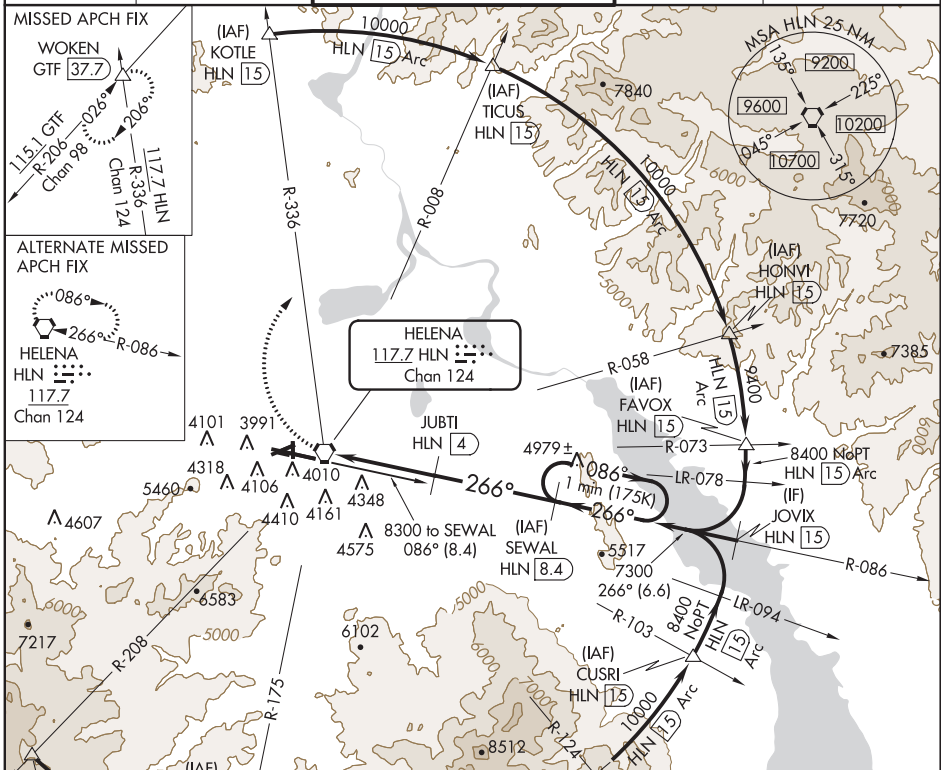 MISSED APCH FIX
WOKEN
GTF 37.7
026°
206°
115.1 GTF
R-206
Chan 98
117.7 HLN
R-336
Chan 124
ALTERNATE MISSED
APCH FIX
086°
266°
R-086
HELENA
HLN
117.7
Chan 124
(IAF)
KOTLE
HLN 15
10000
HLN 15 Arc
(IAF)
TICUS
HLN 15
7840
10000
HLN 15 Arc
MSA HLN 25 NM
135°
9200
225°
9600
10200
045°
10700
315°
6000
7720
R-336
R-008
5000
(IAF)
HONVI
HLN 15
7385
HELENA
117.7 HLN
Chan 124
R-058
9400
HLN 15
Arc
(IAF)
FAVOX
HLN 15
R-073
8400 NoPT
HLN 15 Arc
JUBTI
HLN 4
4979±
086°
1 min (175K)
266°
LR-078
(IF)
JOVIX
HLN 15
R-086
4101
3991
4318
4106
4010
5460
4410
4161
4348
4607
4575
266°
8300 to SEWAL
086° (8.4)
(IAF)
SEWAL
HLN 8.4
5517
7300
266° (6.6)
LR-094
R-103
8400
NoPT
HLN
15
Arc
(IAF)
CUSRI
HLN 15
10000
HLN 15 Arc
R-124
6000
6583
5000
7217
R-208
R-175
6102
5000
7000
6000
8512
6000
(IAF)